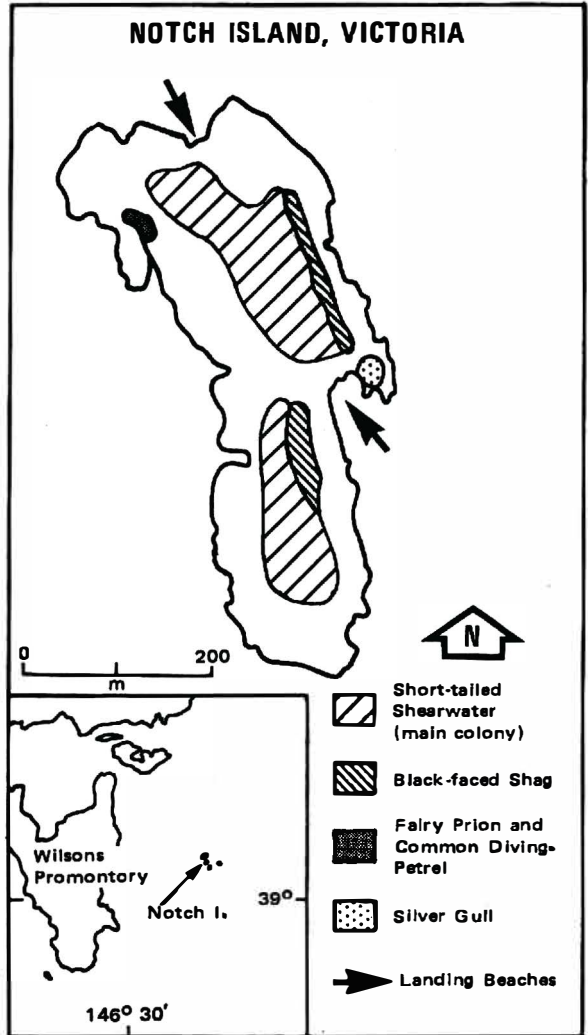 NOTCH ISLAND, VICTORIA
0 200
m
N
Short-tailed
Shearwater
(main colony)
Black-faced Shag
Fairy Prion and
Common Diving-
Petrel
Silver Gull
Landing Beaches
Wilsons
Promontory
Notch I.
39°
146° 30'